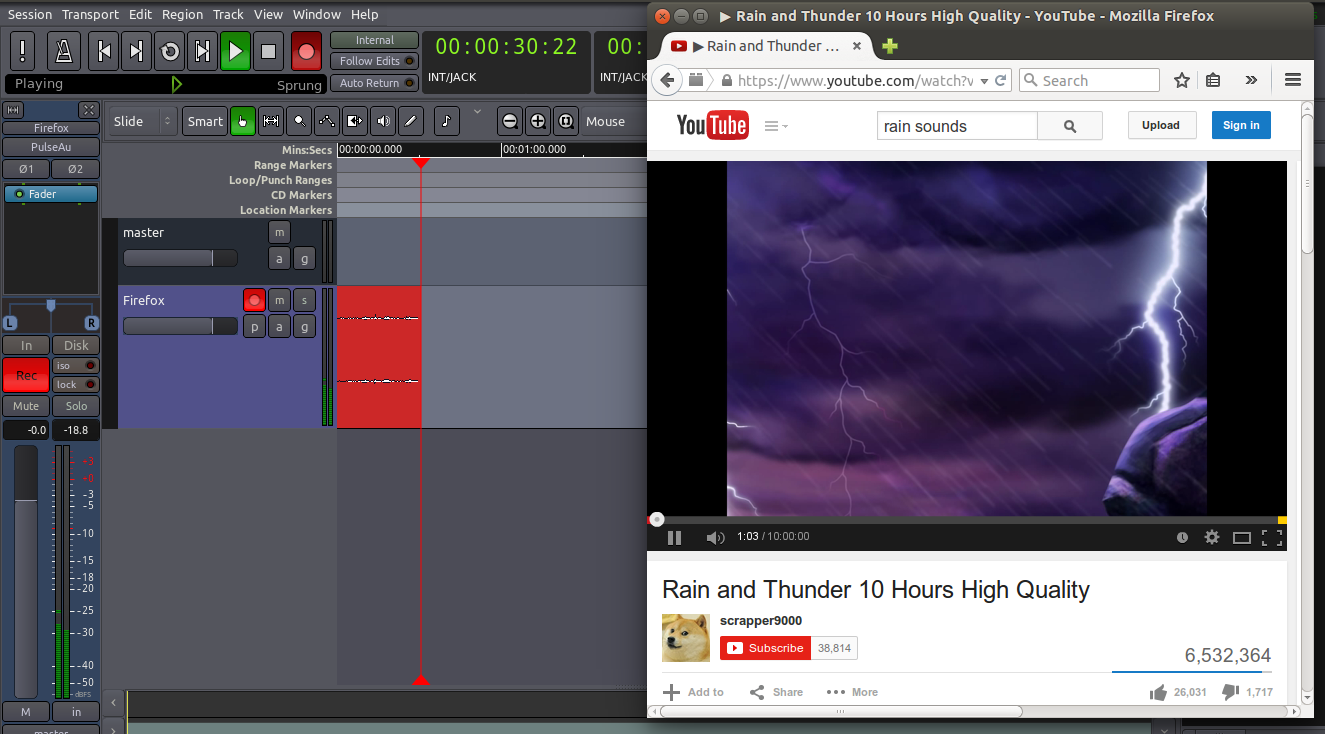 Session Transport Edit Region Track View Window Help
Internal
Follow Edits
Auto Return
00:00:30:22
INT/JACK
00:
INT/JACK
Playing
Sprung
Firefox
PulseAu
Ø1 Ø2
Fader
L R
In Disk
Rec
iso
lock
Mute Solo
-0.0 -18.8
+3
+0
-3
-5
-10
-15
-18
-20
-25
-30
-40
-50
dBFS
M in
master
Slide
Smart
Mouse
Mins:Secs
00:00:00.000
00:01:00.000
Range Markers
Loop/Punch Ranges
CD Markers
Location Markers
master
m
a g
Firefox
m s
p a g
▶ Rain and Thunder 10 Hours High Quality - YouTube - Mozilla Firefox
▶ Rain and Thunder ...
https://www.youtube.com/watch?v
Search
YouTube
rain sounds
Upload
Sign in
1:03 / 10:00:00
Rain and Thunder 10 Hours High Quality
scrapper9000
Subscribe 38,814
6,532,364
Add to Share More
26,031 1,717